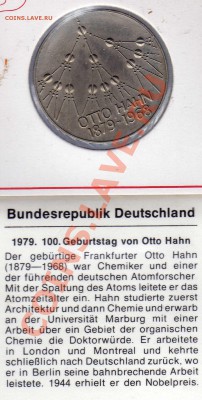 COINS.SU
OTTO HAHN
1879-1968
COINS.SU
Bundesrepublik Deutschland
1979. 100. Geburtstag von Otto Hahn
Der gebürtige Frankfurter Otto Hahn
(1879—1968) war Chemiker und einer
der führenden deutschen Atomforscher
Mit der Spaltung des Atoms leitete er das
Atomzeitalter ein. Hahn studierte zuerst
Architektur und dann Chemie und erwarb
an der Universität Marburg mit einer
Arbeit über ein Gebiet der organischen
Chemie die Doktorwürde. Er arbeitete
in London und Montreal und kehrte
schließlich nach Deutschland zurück, wo
er in Berlin seine bahnbrechende Arbeit
leistete. 1944 erhielt er den Nobelpreis.